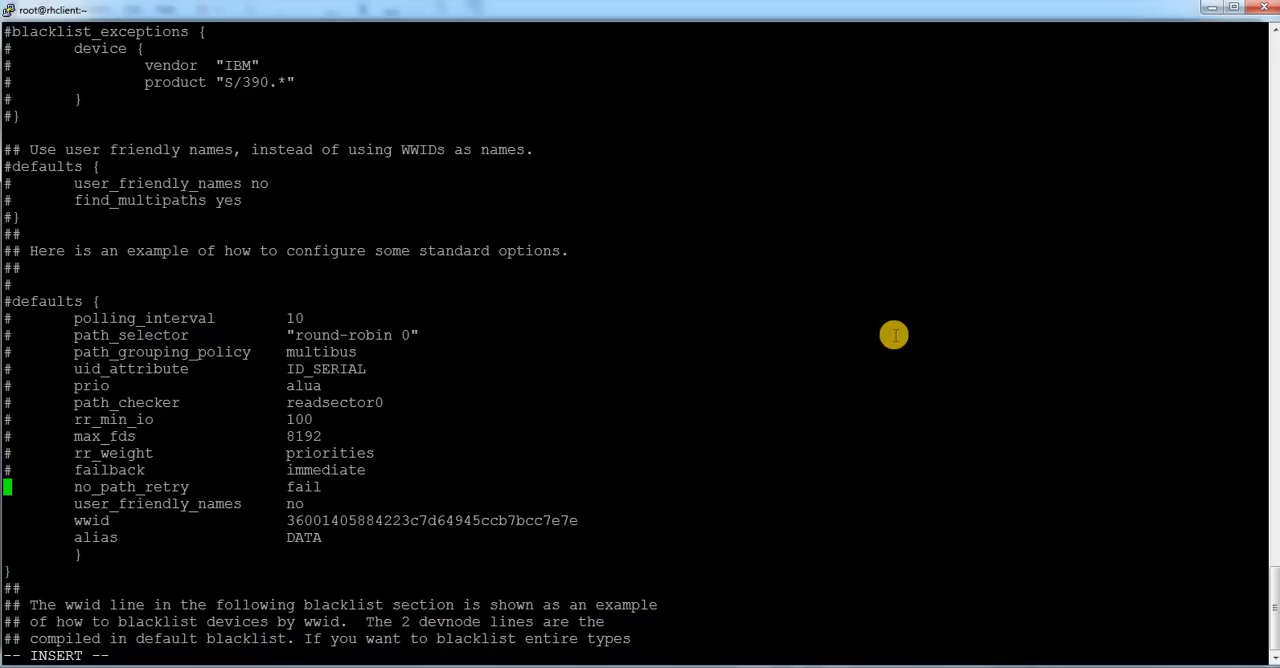 root@rhclient:~
#blacklist_exceptions {
#       device {
#               vendor  "IBM"
#               product "S/390.*"
#       }
#}
## Use user friendly names, instead of using WWIDs as names.
#defaults {
#       user_friendly_names no
#       find_multipaths yes
#}
##
## Here is an example of how to configure some standard options.
##
#
#defaults {
#       polling_interval        10
#       path_selector           "round-robin 0"
#       path_grouping_policy    multibus
#       uid_attribute           ID_SERIAL
#       prio                    alua
#       path_checker            readsector0
#       rr_min_io               100
#       max_fds                 8192
#       rr_weight               priorities
#       failback                immediate
        no_path_retry           fail
        user_friendly_names     no
        wwid                    36001405884223c7d64945ccb7bcc7e7e
        alias                   DATA
        }
}
##
## The wwid line in the following blacklist section is shown as an example
## of how to blacklist devices by wwid.  The 2 devnode lines are the
## compiled in default blacklist. If you want to blacklist entire types
-- INSERT --